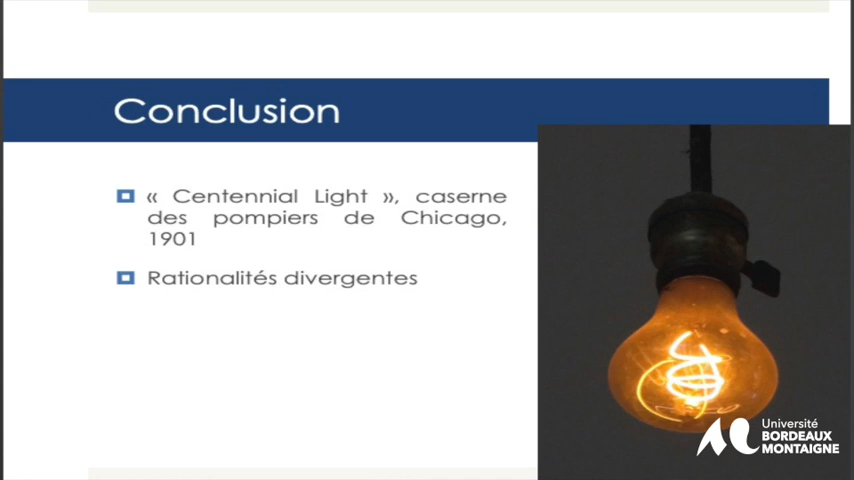 Conclusion
« Centennial Light », caserne
des pompiers de Chicago,
1901
Rationalités divergentes
Université
BORDEAUX
MONTAIGNE